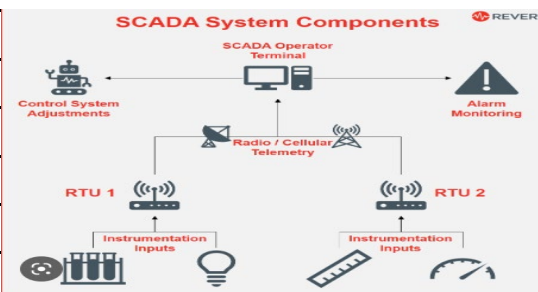 SCADA System Components
REVER
SCADA Operator
Terminal
Control System
Adjustments
Alarm
Monitoring
Radio / Cellular
Telemetry
RTU 1
RTU 2
Instrumentation
Inputs
Instrumentation
Inputs